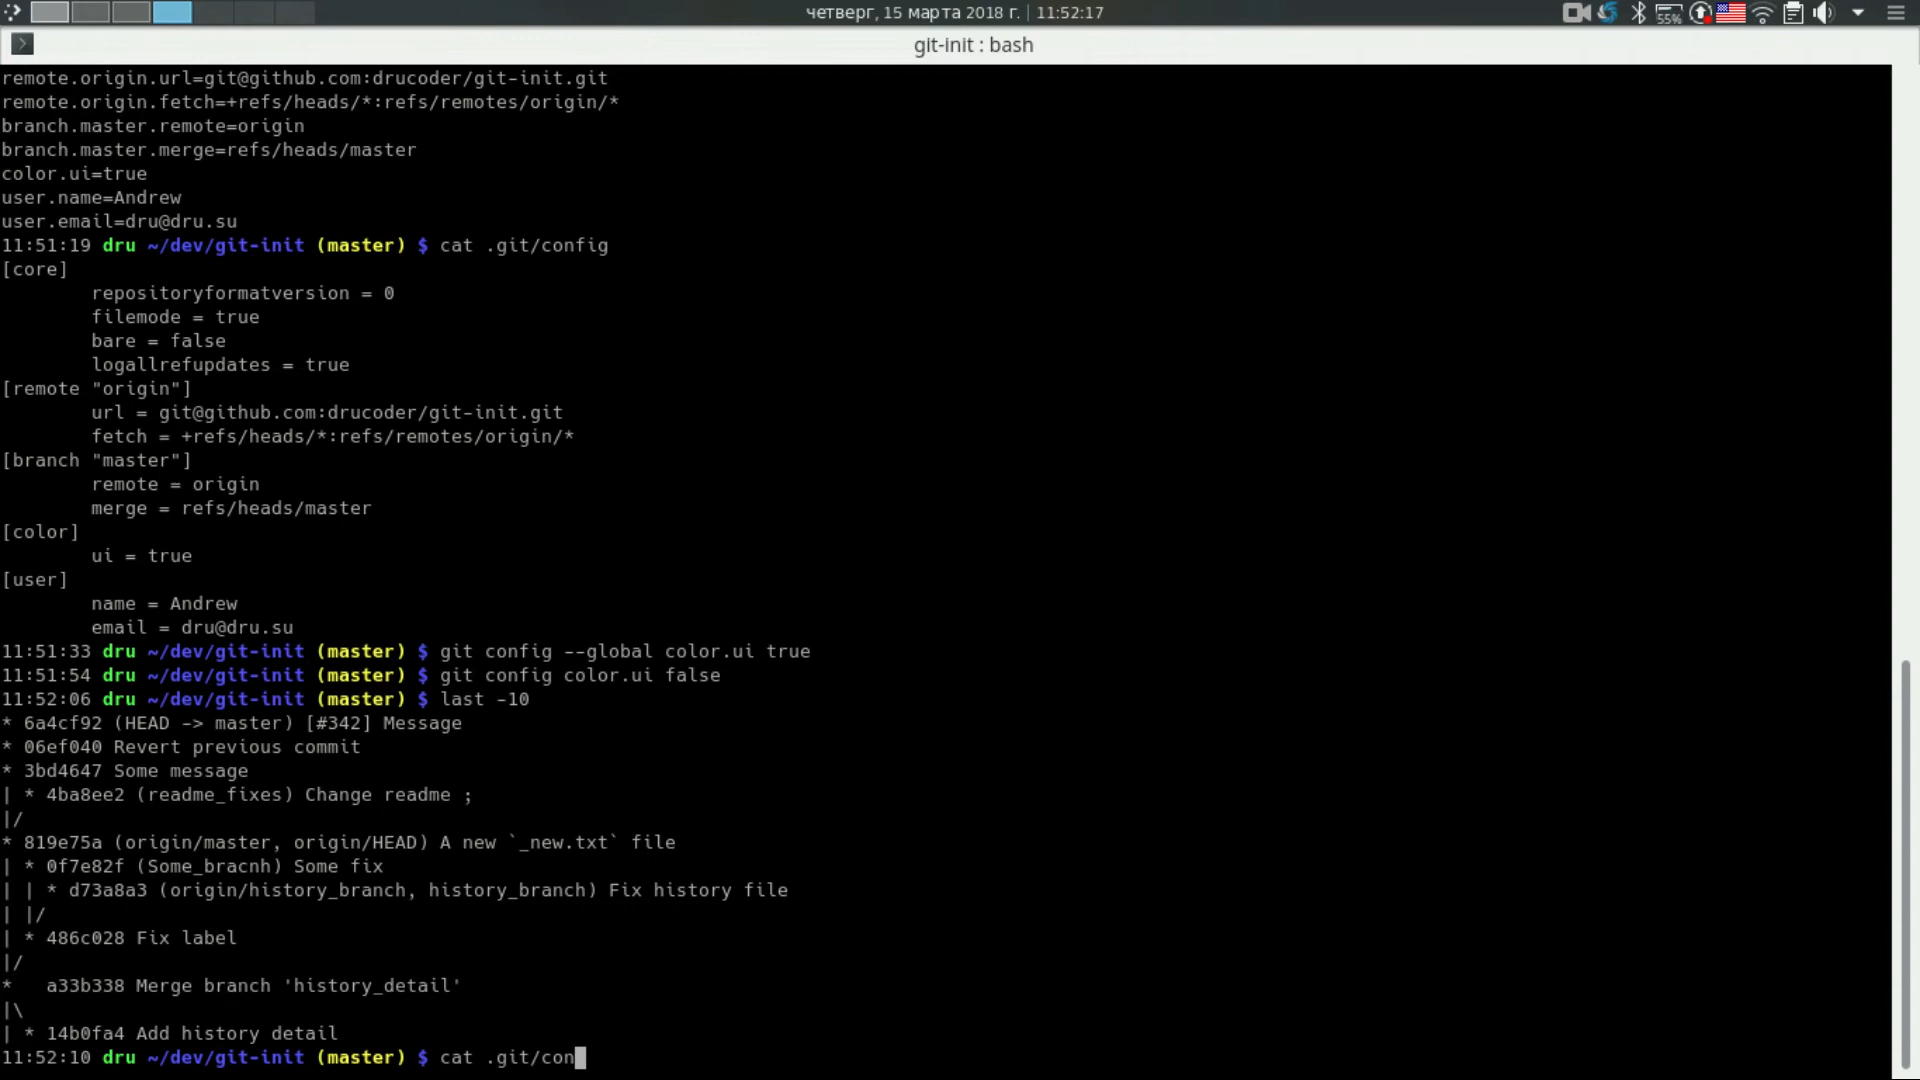 четверг, 15 марта 2018 г. | 11:52:17
55%
git-init : bash
remote.origin.url=git@github.com:drucoder/git-init.git
remote.origin.fetch=+refs/heads/*:refs/remotes/origin/*
branch.master.remote=origin
branch.master.merge=refs/heads/master
color.ui=true
user.name=Andrew
user.email=dru@dru.su
11:51:19 dru ~/dev/git-init (master) $ cat .git/config
[core]
        repositoryformatversion = 0
        filemode = true
        bare = false
        logallrefupdates = true
[remote "origin"]
        url = git@github.com:drucoder/git-init.git
        fetch = +refs/heads/*:refs/remotes/origin/*
[branch "master"]
        remote = origin
        merge = refs/heads/master
[color]
        ui = true
[user]
        name = Andrew
        email = dru@dru.su
11:51:33 dru ~/dev/git-init (master) $ git config --global color.ui true
11:51:54 dru ~/dev/git-init (master) $ git config color.ui false
11:52:06 dru ~/dev/git-init (master) $ last -10
* 6a4cf92 (HEAD -> master) [#342] Message
* 06ef040 Revert previous commit
* 3bd4647 Some message
| * 4ba8ee2 (readme_fixes) Change readme ;
|/
* 819e75a (origin/master, origin/HEAD) A new `_new.txt` file
| * 0f7e82f (Some_bracnh) Some fix
| | * d73a8a3 (origin/history_branch, history_branch) Fix history file
| |/
| * 486c028 Fix label
|/
*   a33b338 Merge branch 'history_detail'
|\
| * 14b0fa4 Add history detail
11:52:10 dru ~/dev/git-init (master) $ cat .git/con